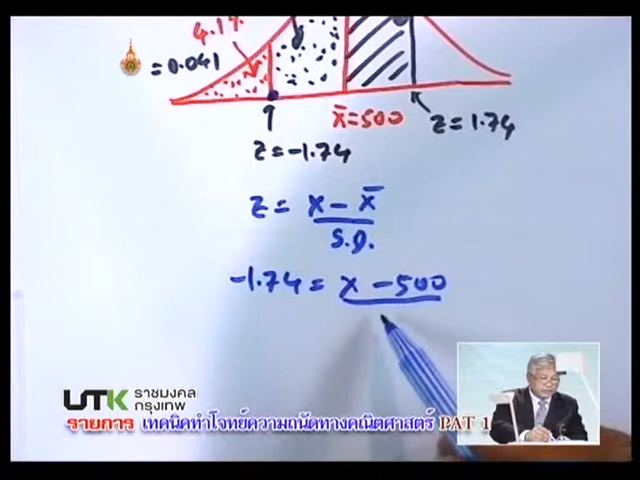 4.1%
= 0.041
x̄=500
z= 1.74
z= -1.74
z = x - x̄
S.D.
-1.74 = x - 500
UTK ราชมงคล
กรุงเทพ
รายการ เทคนิคทำโจทย์ความถนัดทางคณิตศาสตร์ PAT 1